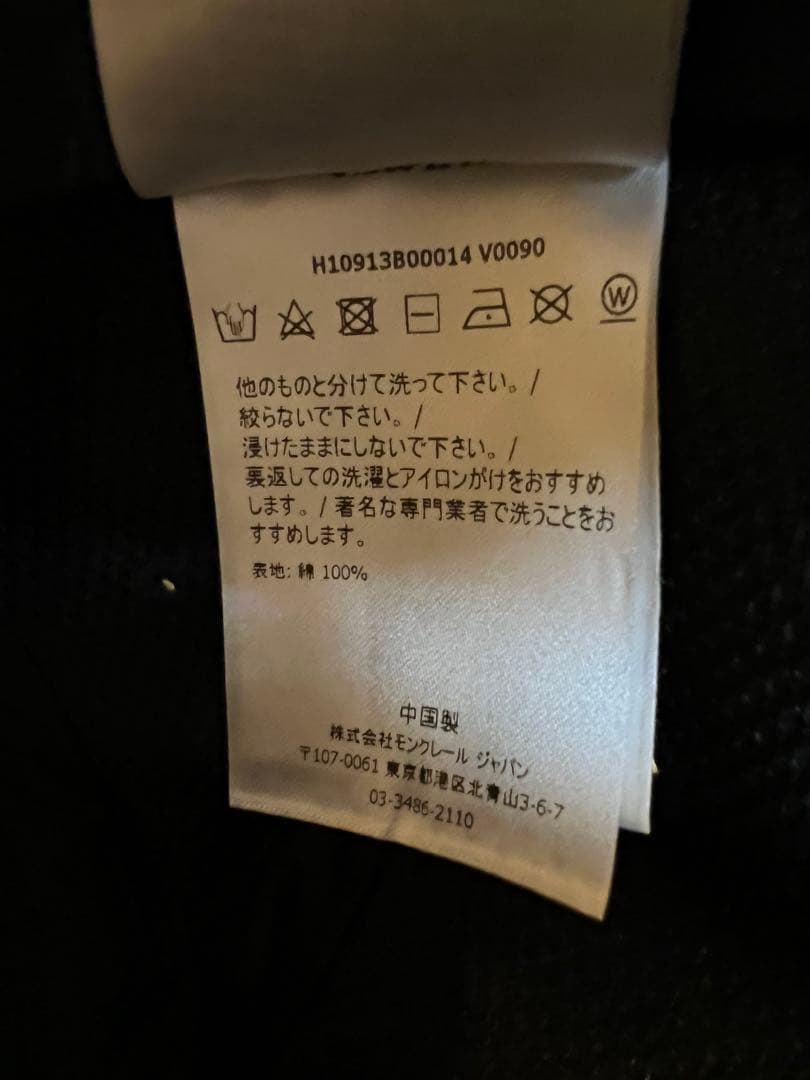 H10913B00014 V0090
W
他のものと分けて洗って下さい。/
絞らないで下さい。/
浸けたままにしないで下さい。/
裏返しての洗濯とアイロンがけをおすすめ
します。/ 著名な専門業者で洗うことをお
すすめします。
表地: 綿 100%
中国製
株式会社モンクレール ジャパン
〒107-0061 東京都港区北青山3-6-7
03-3486-2110